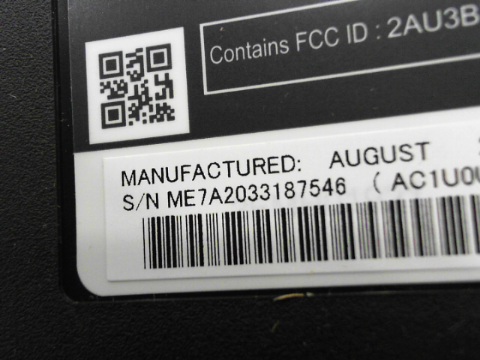 Contains FCC ID : 2AU3B
MANUFACTURED: AUGUST
S/N ME7A2033187546 ( AC1U0